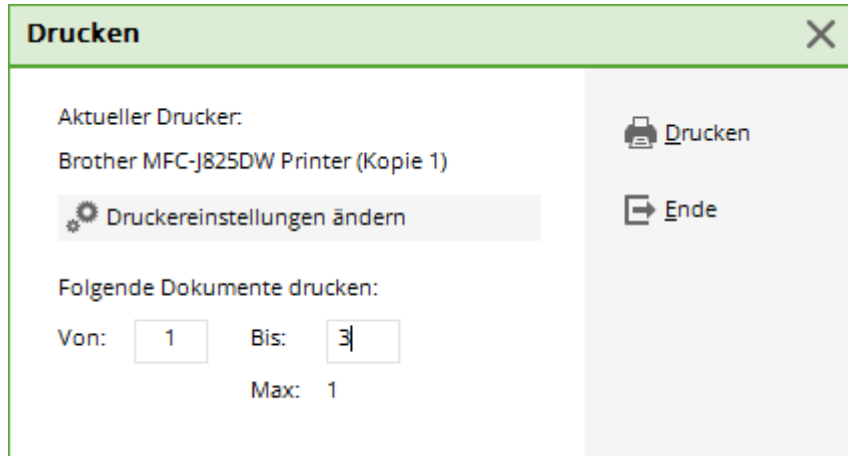 Drucken
Aktueller Drucker:
Brother MFC-J825DW Printer (Kopie 1)
Druckereinstellungen ändern
Folgende Dokumente drucken:
Von: 1 Bis: 3
Max: 1
Drucken
Ende